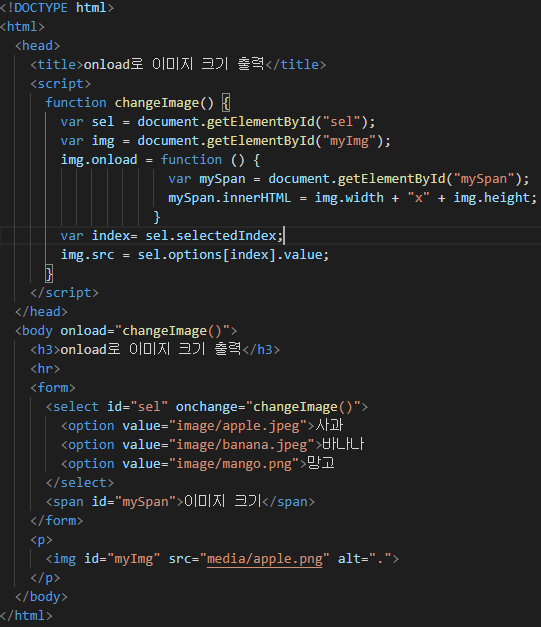 <!DOCTYPE html>
<html>
  <head>
    <title>onload로 이미지 크기 출력</title>
    <script>
      function changeImage() {
        var sel = document.getElementById("sel");
        var img = document.getElementById("myImg");
        img.onload = function () {
                      var mySpan = document.getElementById("mySpan");
                      mySpan.innerHTML = img.width + "x" + img.height;
                    }
        var index= sel.selectedIndex;
        img.src = sel.options[index].value;
      }
    </script>
  </head>
  <body onload="changeImage()">
    <h3>onload로 이미지 크기 출력</h3>
    <hr>
    <form>
      <select id="sel" onchange="changeImage()">
        <option value="image/apple.jpeg">사과
        <option value="image/banana.jpeg">바나나
        <option value="image/mango.png">망고
      </select>
      <span id="mySpan">이미지 크기</span>
    </form>
    <p>
      <img id="myImg" src="media/apple.png" alt=".">
    </p>
  </body>
</html>